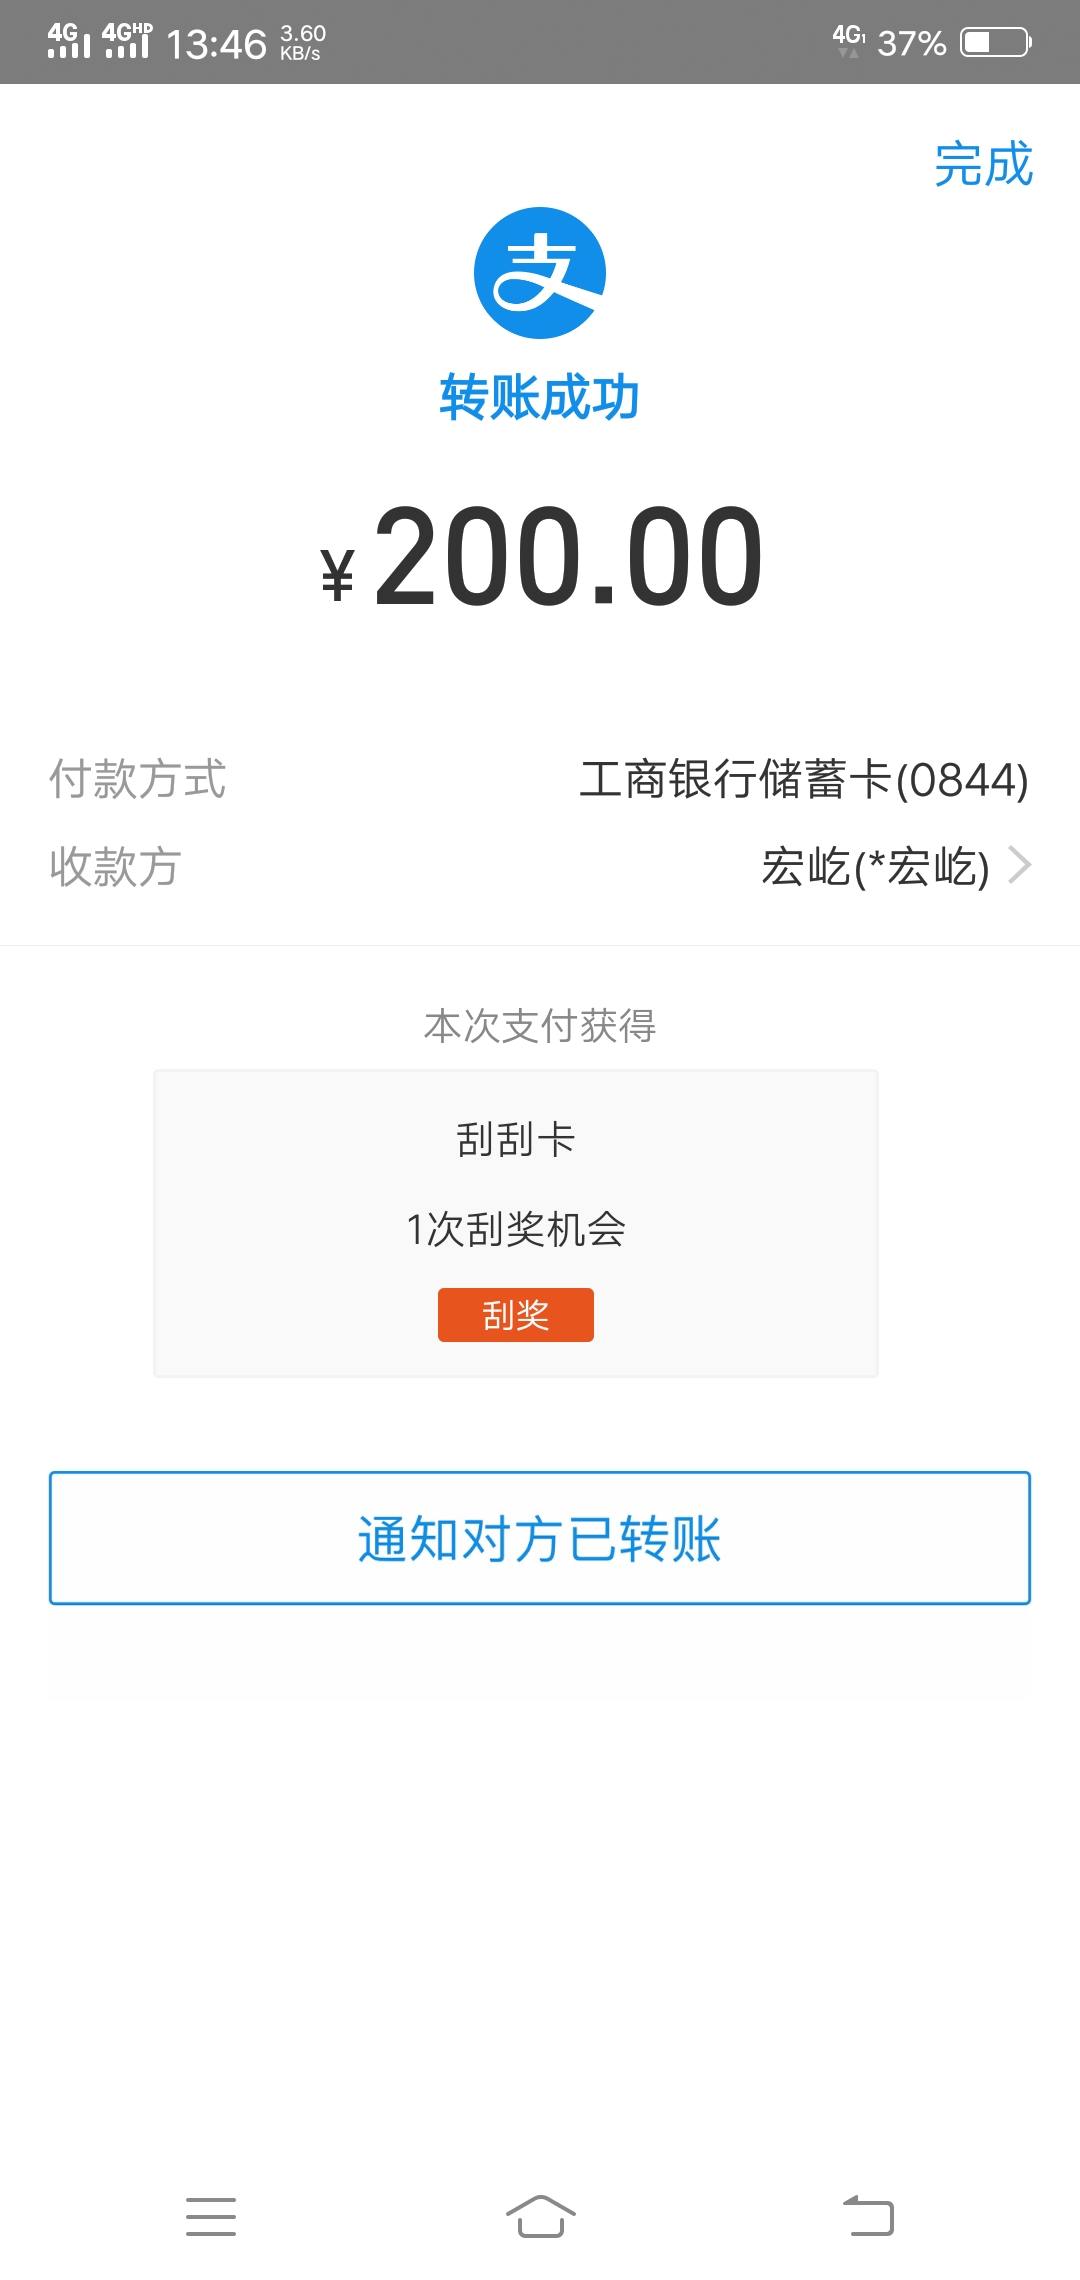 4G 4GHD 13:46 3.60 KB/s 4G1 37%
完成
支
转账成功
¥200.00
付款方式 工商银行储蓄卡(0844)
收款方 宏屹(*宏屹)
本次支付获得
刮刮卡
1次刮奖机会
刮奖
通知对方已转账